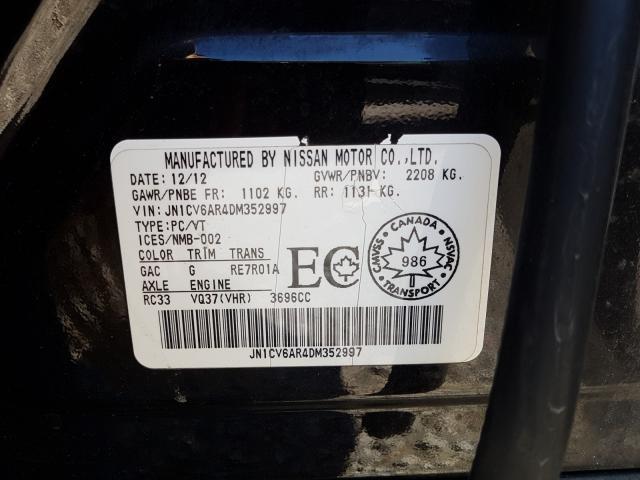 MANUFACTURED BY NISSAN MOTOR CO.,LTD.
DATE: 12/12 GVWR/PNBV: 2208 KG.
GAWR/PNBE FR: 1102 KG. RR: 1131 KG.
VIN: JN1CV6AR4DM352997
TYPE: PC/VT
ICES/NMB-002
COLOR TRIM TRANS
GAC G RE7R01A
AXLE ENGINE
RC33 VQ37(VHR) 3696CC
EC
CANADA
CMVSS 986 NSVAC
TRANSPORT
JN1CV6AR4DM352997